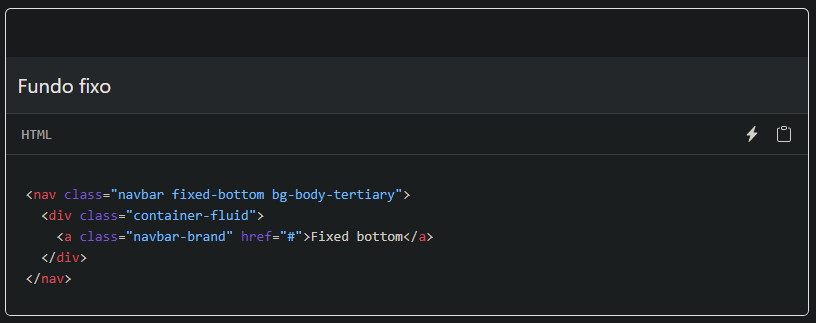 Fundo fixo
HTML
<nav class="navbar fixed-bottom bg-body-tertiary">
  <div class="container-fluid">
    <a class="navbar-brand" href="#">Fixed bottom</a>
  </div>
</nav>